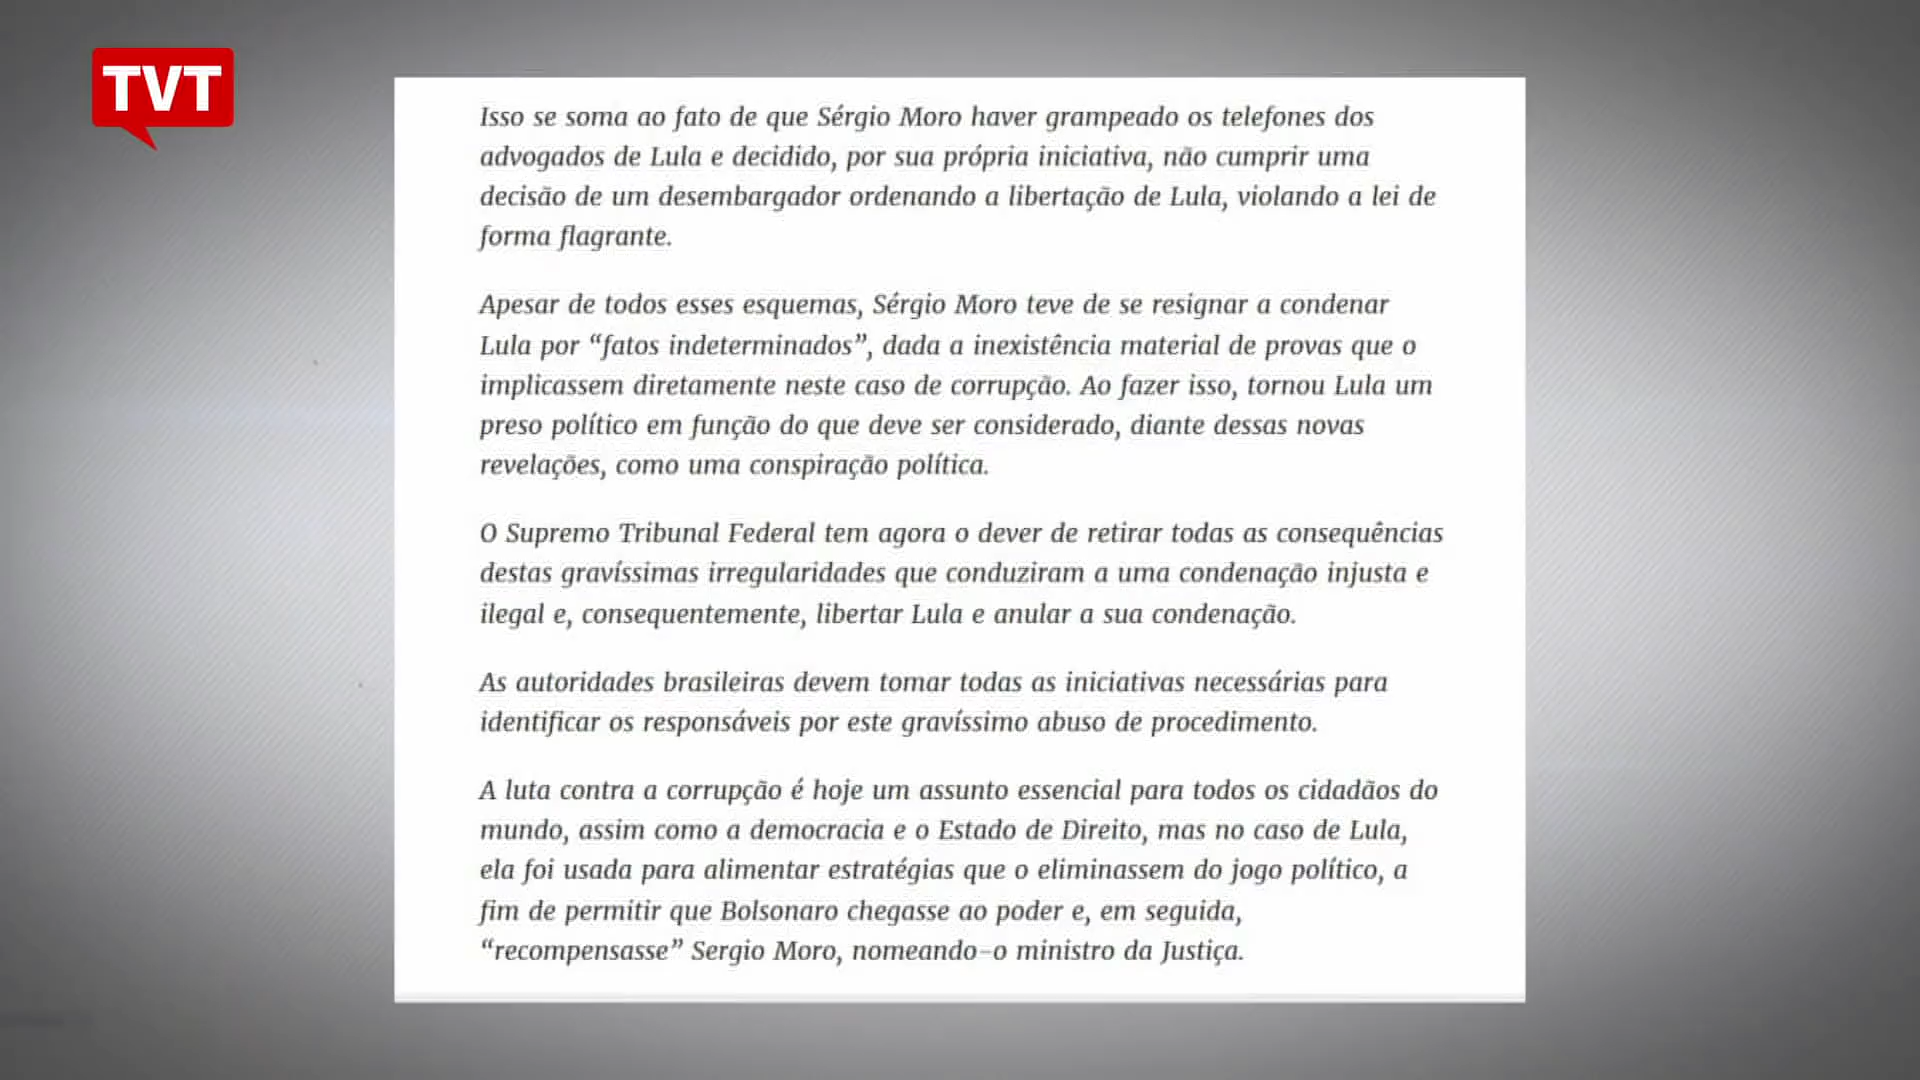 TVT
Isso se soma ao fato de que Sérgio Moro haver grampeado os telefones dos
advogados de Lula e decidido, por sua própria iniciativa, não cumprir uma
decisão de um desembargador ordenando a libertação de Lula, violando a lei de
forma flagrante.
Apesar de todos esses esquemas, Sérgio Moro teve de se resignar a condenar
Lula por “fatos indeterminados”, dada a inexistência material de provas que o
implicassem diretamente neste caso de corrupção. Ao fazer isso, tornou Lula um
preso político em função do que deve ser considerado, diante dessas novas
revelações, como uma conspiração política.
O Supremo Tribunal Federal tem agora o dever de retirar todas as consequências
destas gravíssimas irregularidades que conduziram a uma condenação injusta e
ilegal e, consequentemente, libertar Lula e anular a sua condenação.
As autoridades brasileiras devem tomar todas as iniciativas necessárias para
identificar os responsáveis por este gravíssimo abuso de procedimento.
A luta contra a corrupção é hoje um assunto essencial para todos os cidadãos do
mundo, assim como a democracia e o Estado de Direito, mas no caso de Lula,
ela foi usada para alimentar estratégias que o eliminassem do jogo político, a
fim de permitir que Bolsonaro chegasse ao poder e, em seguida,
“recompensasse” Sergio Moro, nomeando-o ministro da Justiça.